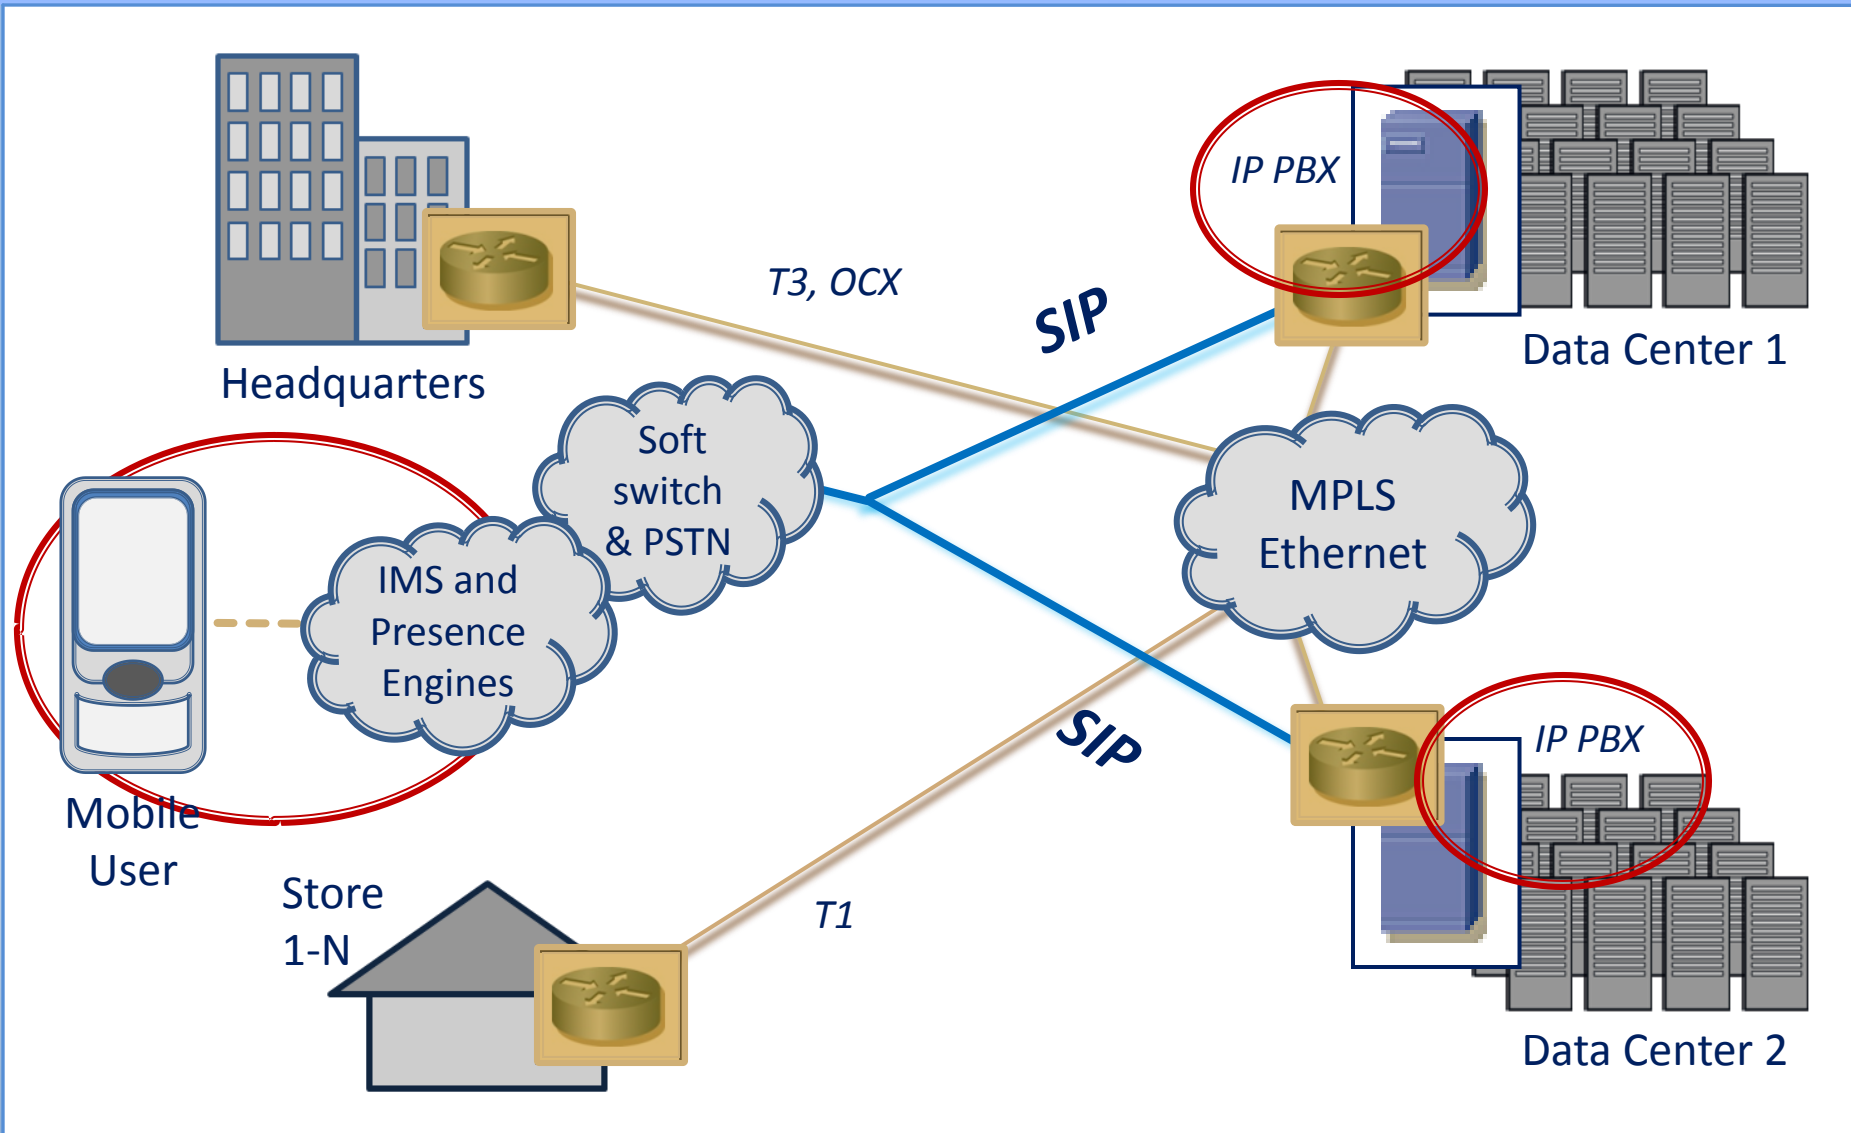 IP PBX
T3, OCX
SIP
Data Center 1
Headquarters
Soft
switch
& PSTN
MPLS
Ethernet
IMS and
Presence
Engines
SIP
IP PBX
Mobile
User
Store
1-N
T1
Data Center 2